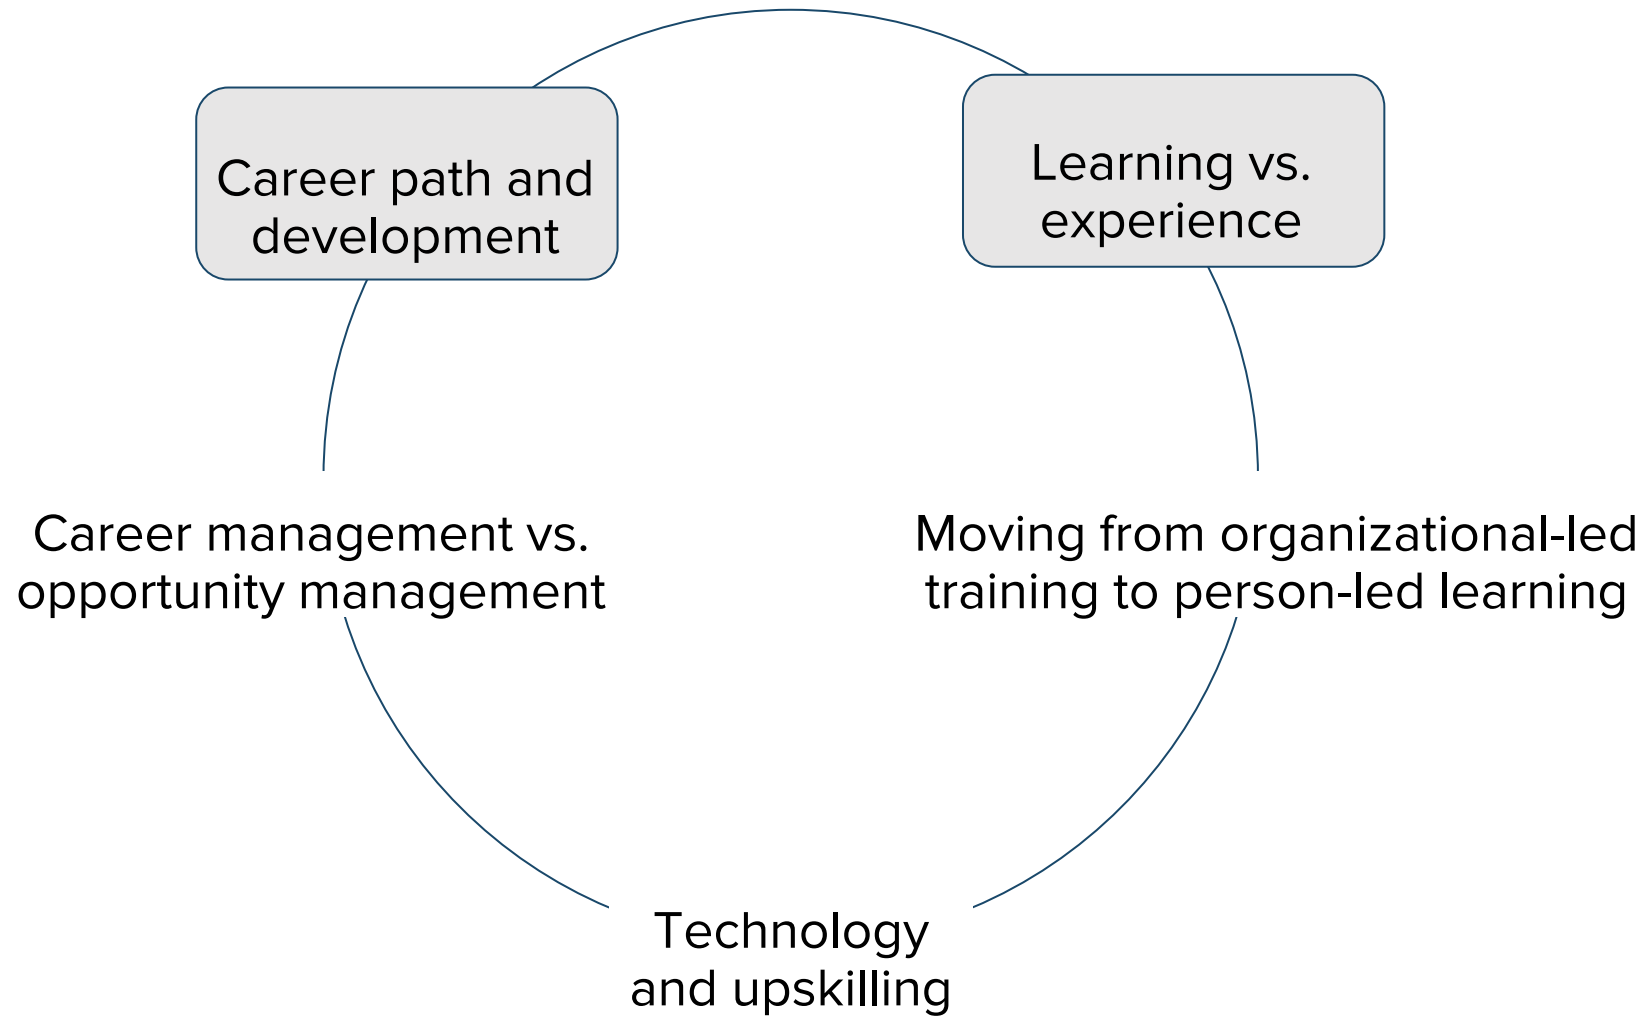 Career path and
development
Learning vs.
experience
Career management vs.
opportunity management
Moving from organizational-led
training to person-led learning
Technology
and upskilling